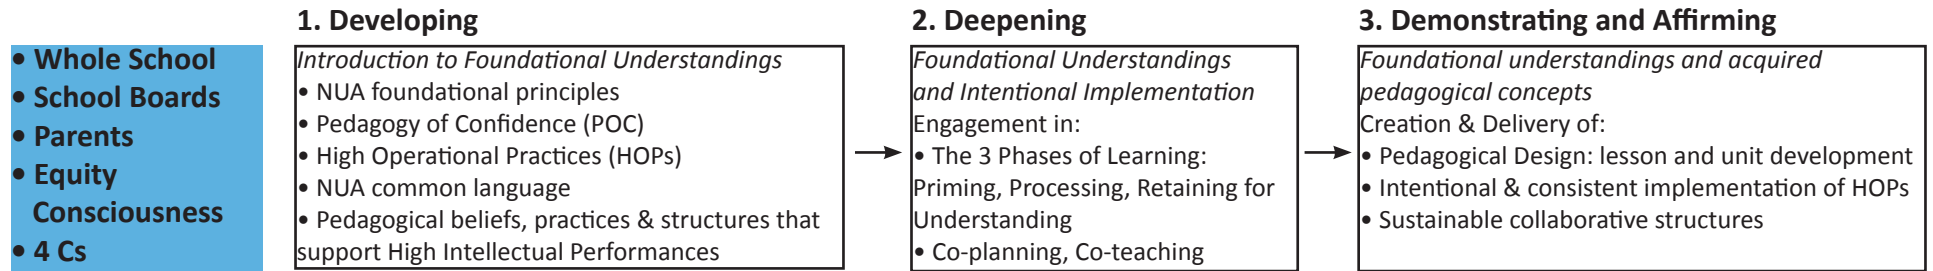 • Whole School
• School Boards
• Parents
• Equity
Consciousness
• 4 Cs
1. Developing
Introduction to Foundational Understandings
• NUA foundational principles
• Pedagogy of Confidence (POC)
• High Operational Practices (HOPs)
• NUA common language
• Pedagogical beliefs, practices & structures that
support High Intellectual Performances
2. Deepening
Foundational Understandings
and Intentional Implementation
Engagement in:
• The 3 Phases of Learning:
Priming, Processing, Retaining for
Understanding
• Co-planning, Co-teaching
3. Demonstrating and Affirming
Foundational understandings and acquired
pedagogical concepts
Creation & Delivery of:
• Pedagogical Design: lesson and unit development
• Intentional & consistent implementation of HOPs
• Sustainable collaborative structures